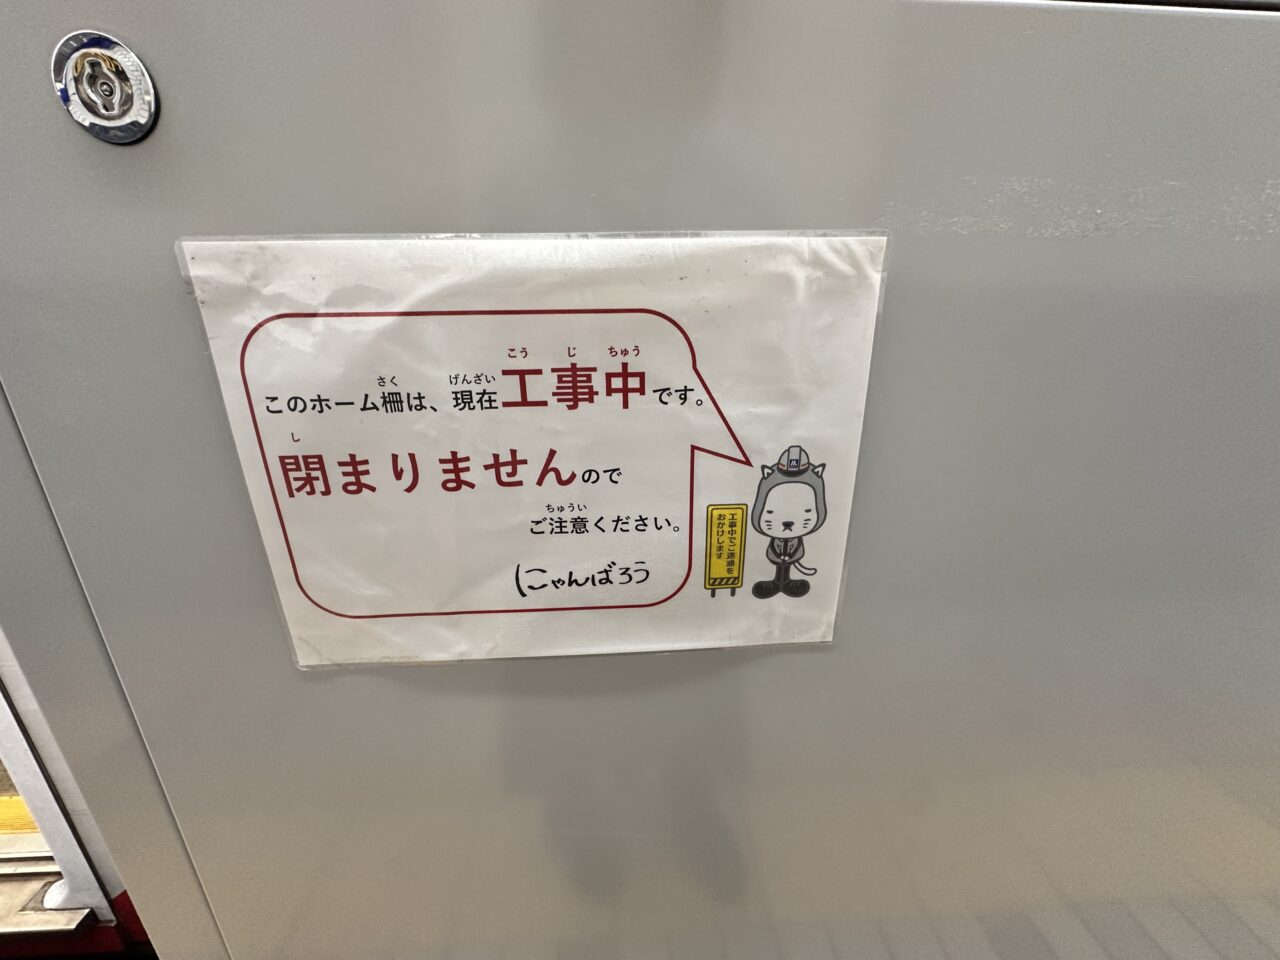 このホーム柵は、現在工事中です。
閉まりませんので
ご注意ください。
にゃんばろう
工事中でご迷惑を
おかけします